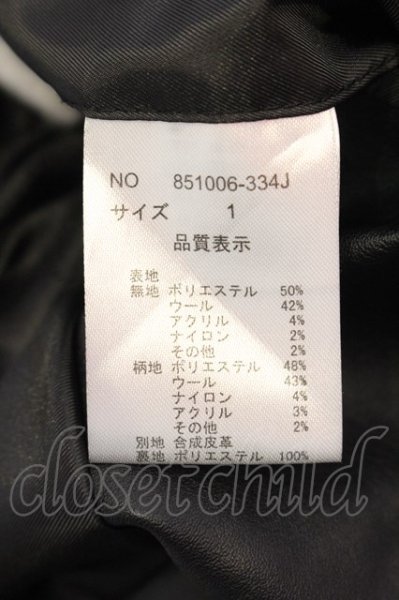 NO 851006-334J
サイズ 1
品質表示
表地
無地 ポリエステル 50%
ウール 42%
アクリル 4%
ナイロン 2%
その他 2%
柄地 ポリエステル 48%
ウール 43%
ナイロン 4%
アクリル 3%
その他 2%
別地 合成皮革
裏地 ポリエステル 100%
closetchild